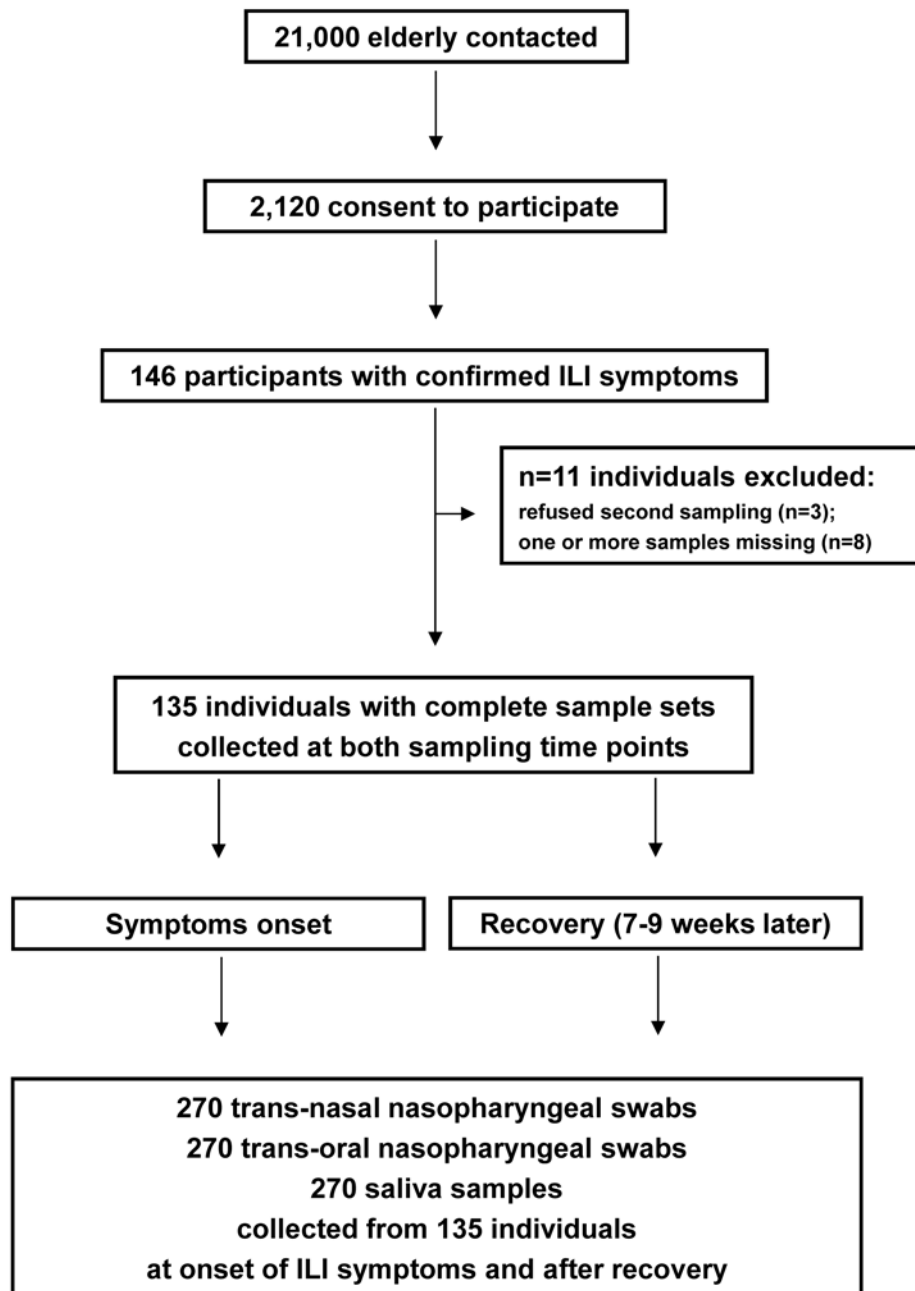 21,000 elderly contacted
2,120 consent to participate
146 participants with confirmed ILI symptoms
n=11 individuals excluded:
refused second sampling (n=3);
one or more samples missing (n=8)
135 individuals with complete sample sets
collected at both sampling time points
Symptoms onset
Recovery (7-9 weeks later)
270 trans-nasal nasopharyngeal swabs
270 trans-oral nasopharyngeal swabs
270 saliva samples
collected from 135 individuals
at onset of ILI symptoms and after recovery